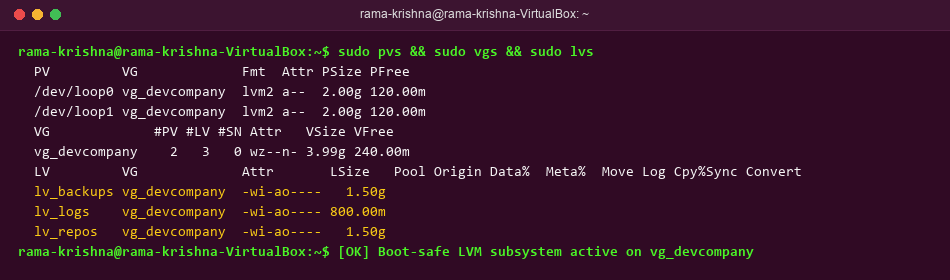 rama-krishna@rama-krishna-VirtualBox: ~
rama-krishna@rama-krishna-VirtualBox:~$ sudo pvs && sudo vgs && sudo lvs
  PV         VG             Fmt  Attr PSize PFree
  /dev/loop0 vg_devcompany  lvm2 a--  2.00g 120.00m
  /dev/loop1 vg_devcompany  lvm2 a--  2.00g 120.00m
  VG             #PV #LV #SN Attr   VSize VFree
  vg_devcompany    2   3   0 wz--n- 3.99g 240.00m
  LV         VG             Attr       LSize   Pool Origin Data%  Meta%  Move Log Cpy%Sync Convert
  lv_backups vg_devcompany  -wi-ao----   1.50g
  lv_logs    vg_devcompany  -wi-ao---- 800.00m
  lv_repos   vg_devcompany  -wi-ao----   1.50g
rama-krishna@rama-krishna-VirtualBox:~$ [OK] Boot-safe LVM subsystem active on vg_devcompany